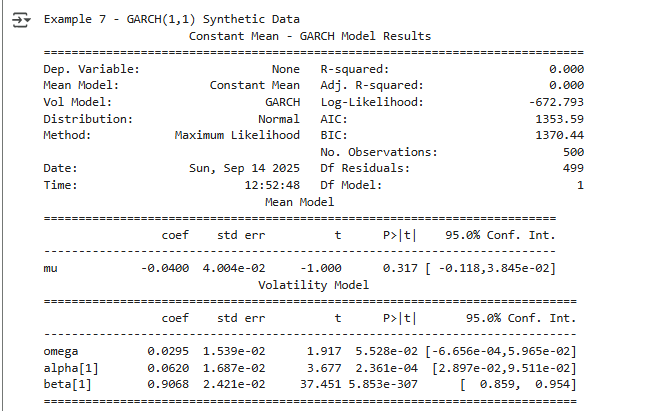 Example 7 - GARCH(1,1) Synthetic Data
Constant Mean - GARCH Model Results
==============================================================================
Dep. Variable: None R-squared: 0.000
Mean Model: Constant Mean Adj. R-squared: 0.000
Vol Model: GARCH Log-Likelihood: -672.793
Distribution: Normal AIC: 1353.59
Method: Maximum Likelihood BIC: 1370.44
No. Observations: 500
Date: Sun, Sep 14 2025 Df Residuals: 499
Time: 12:52:48 Df Model: 1
Mean Model
==========================================================================
coef std err t P>|t| 95.0% Conf. Int.
--------------------------------------------------------------------------
mu -0.0400 4.004e-02 -1.000 0.317 [ -0.118,3.845e-02]
Volatility Model
=============================================================================
coef std err t P>|t| 95.0% Conf. Int.
-----------------------------------------------------------------------------
omega 0.0295 1.539e-02 1.917 5.528e-02 [-6.656e-04,5.965e-02]
alpha[1] 0.0620 1.687e-02 3.677 2.361e-04 [2.897e-02,9.511e-02]
beta[1] 0.9068 2.421e-02 37.451 5.853e-307 [ 0.859, 0.954]
=============================================================================